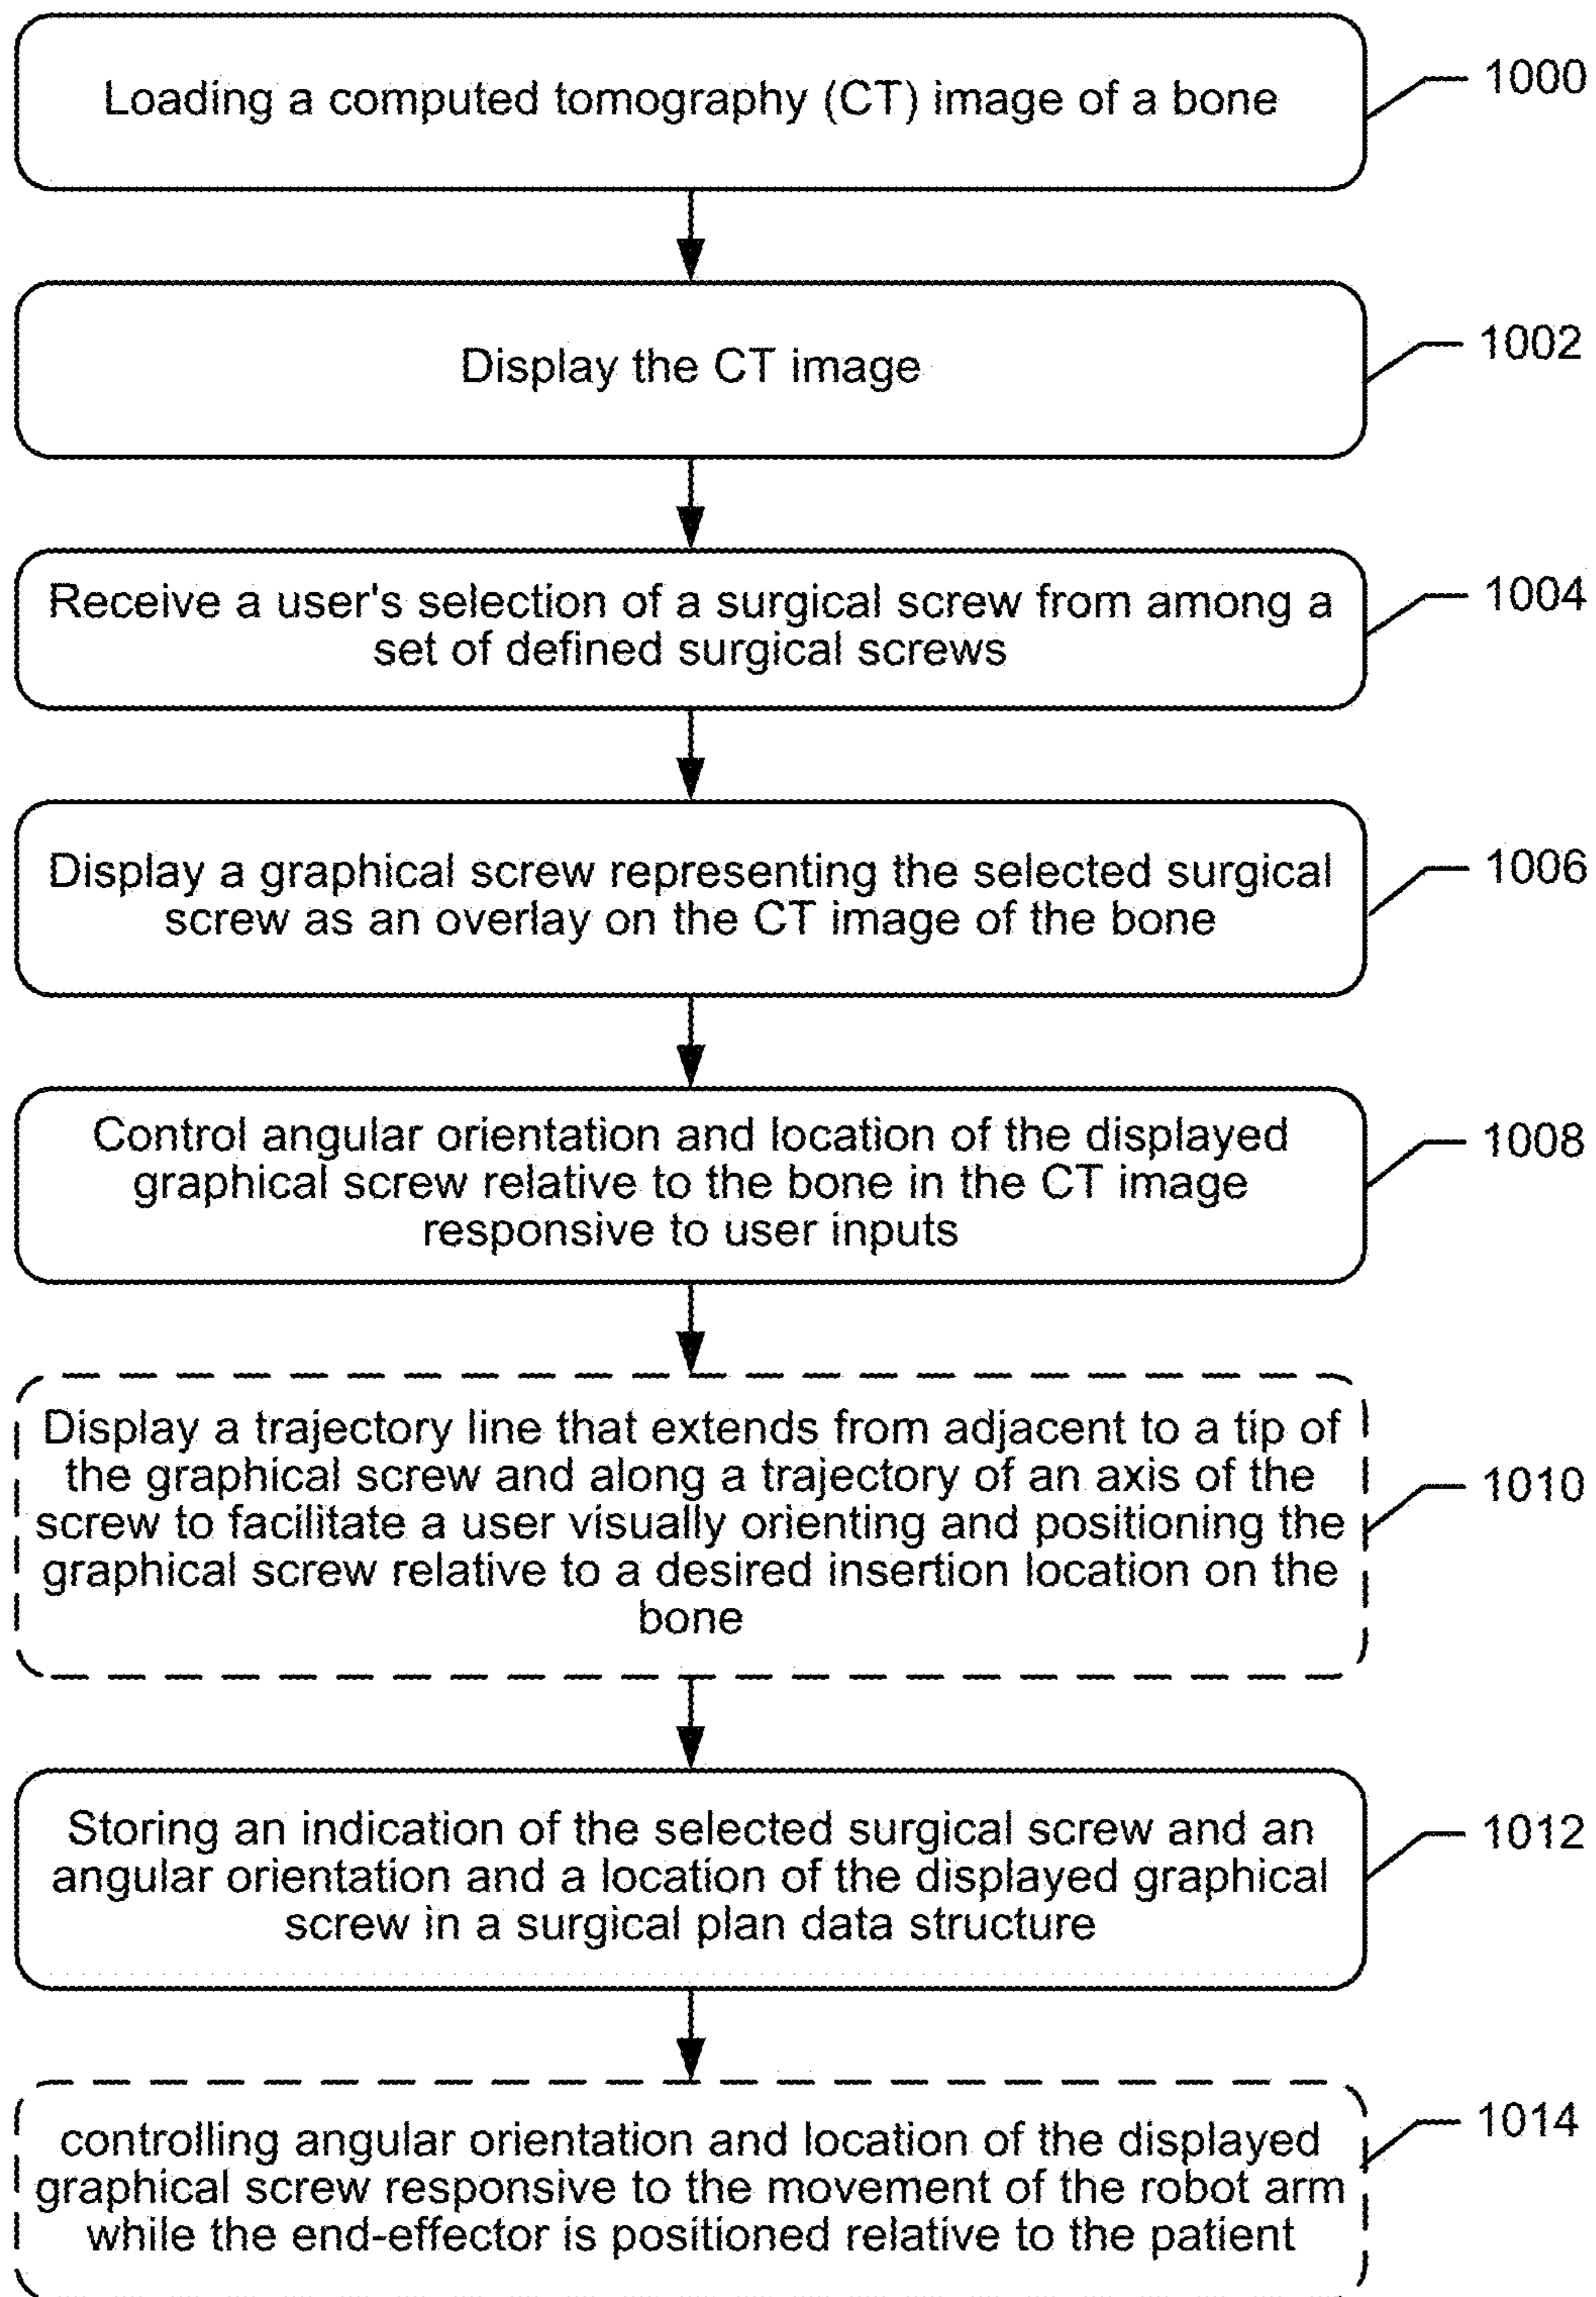 Loading a computed tomography (CT) image of a bone
1000
Display the CT image
1002
Receive a user's selection of a surgical screw from among a
set of defined surgical screws
1004
Display a graphical screw representing the selected surgical
screw as an overlay on the CT image of the bone
1006
Control angular orientation and location of the displayed
graphical screw relative to the bone in the CT image
responsive to user inputs
1008
Display a trajectory line that extends from adjacent to a tip of
the graphical screw and along a trajectory of an axis of the
screw to facilitate a user visually orienting and positioning the
graphical screw relative to a desired insertion location on the
bone
1010
Storing an indication of the selected surgical screw and an
angular orientation and a location of the displayed graphical
screw in a surgical plan data structure
1012
controlling angular orientation and location of the displayed
graphical screw responsive to the movement of the robot arm
while the end-effector is positioned relative to the patient
1014